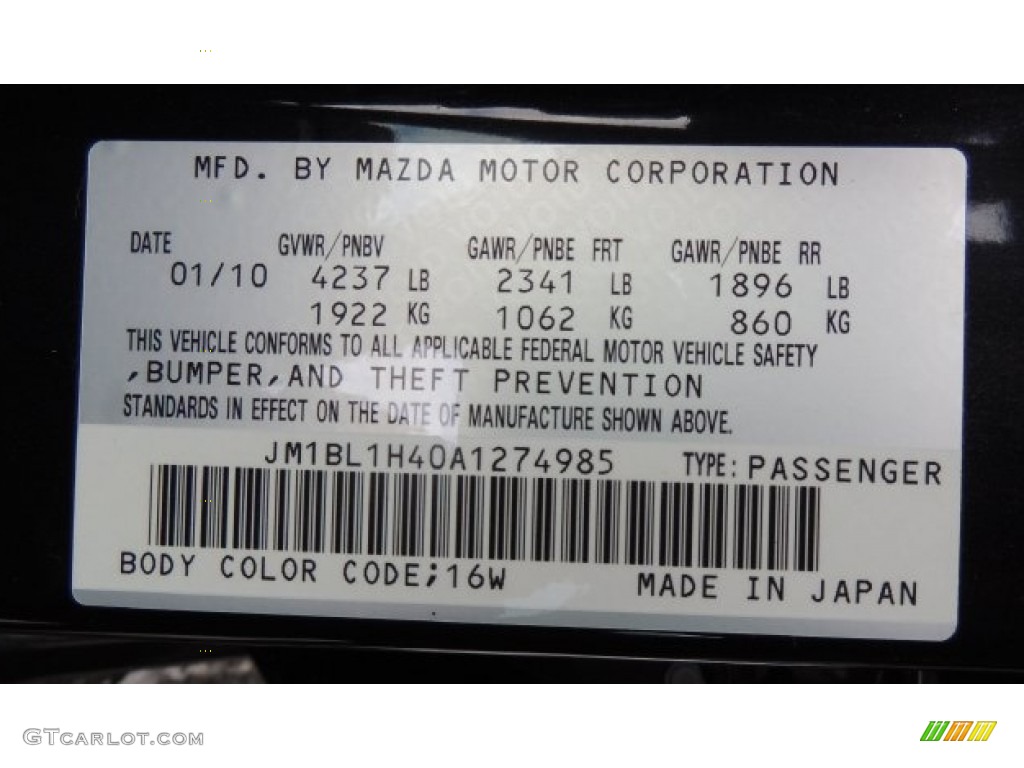 MFD. BY MAZDA MOTOR CORPORATION
DATE GVWR/PNBV GAWR/PNBE FRT GAWR/PNBE RR
01/10 4237 LB 2341 LB 1896 LB
1922 KG 1062 KG 860 KG
THIS VEHICLE CONFORMS TO ALL APPLICABLE FEDERAL MOTOR VEHICLE SAFETY
,BUMPER,AND THEFT PREVENTION
STANDARDS IN EFFECT ON THE DATE OF MANUFACTURE SHOWN ABOVE.
JM1BL1H40A1274985 TYPE: PASSENGER
BODY COLOR CODE;16W MADE IN JAPAN
GTCARLOT.COM